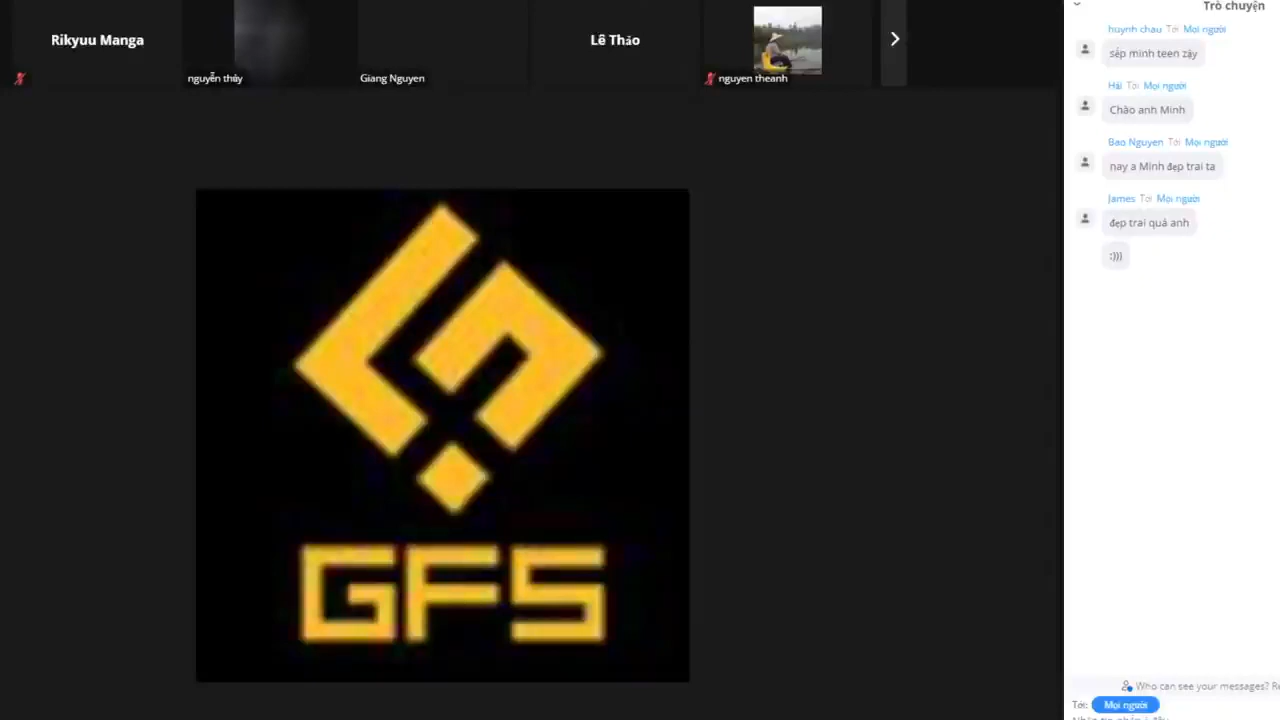 Rikyuu Manga
nguyễn thủy
Giang Nguyen
Lê Thảo
nguyen theanh
GFS
Trò chuyện
huynh chau Tới Mọi người
sếp minh teen zậy
Hải Tới Mọi người
Chào anh Minh
Bao Nguyen Tới Mọi người
nay a Minh đẹp trai ta
James Tới Mọi người
đẹp trai quá anh
:)))
Who can see your messages?
Tới: Mọi người